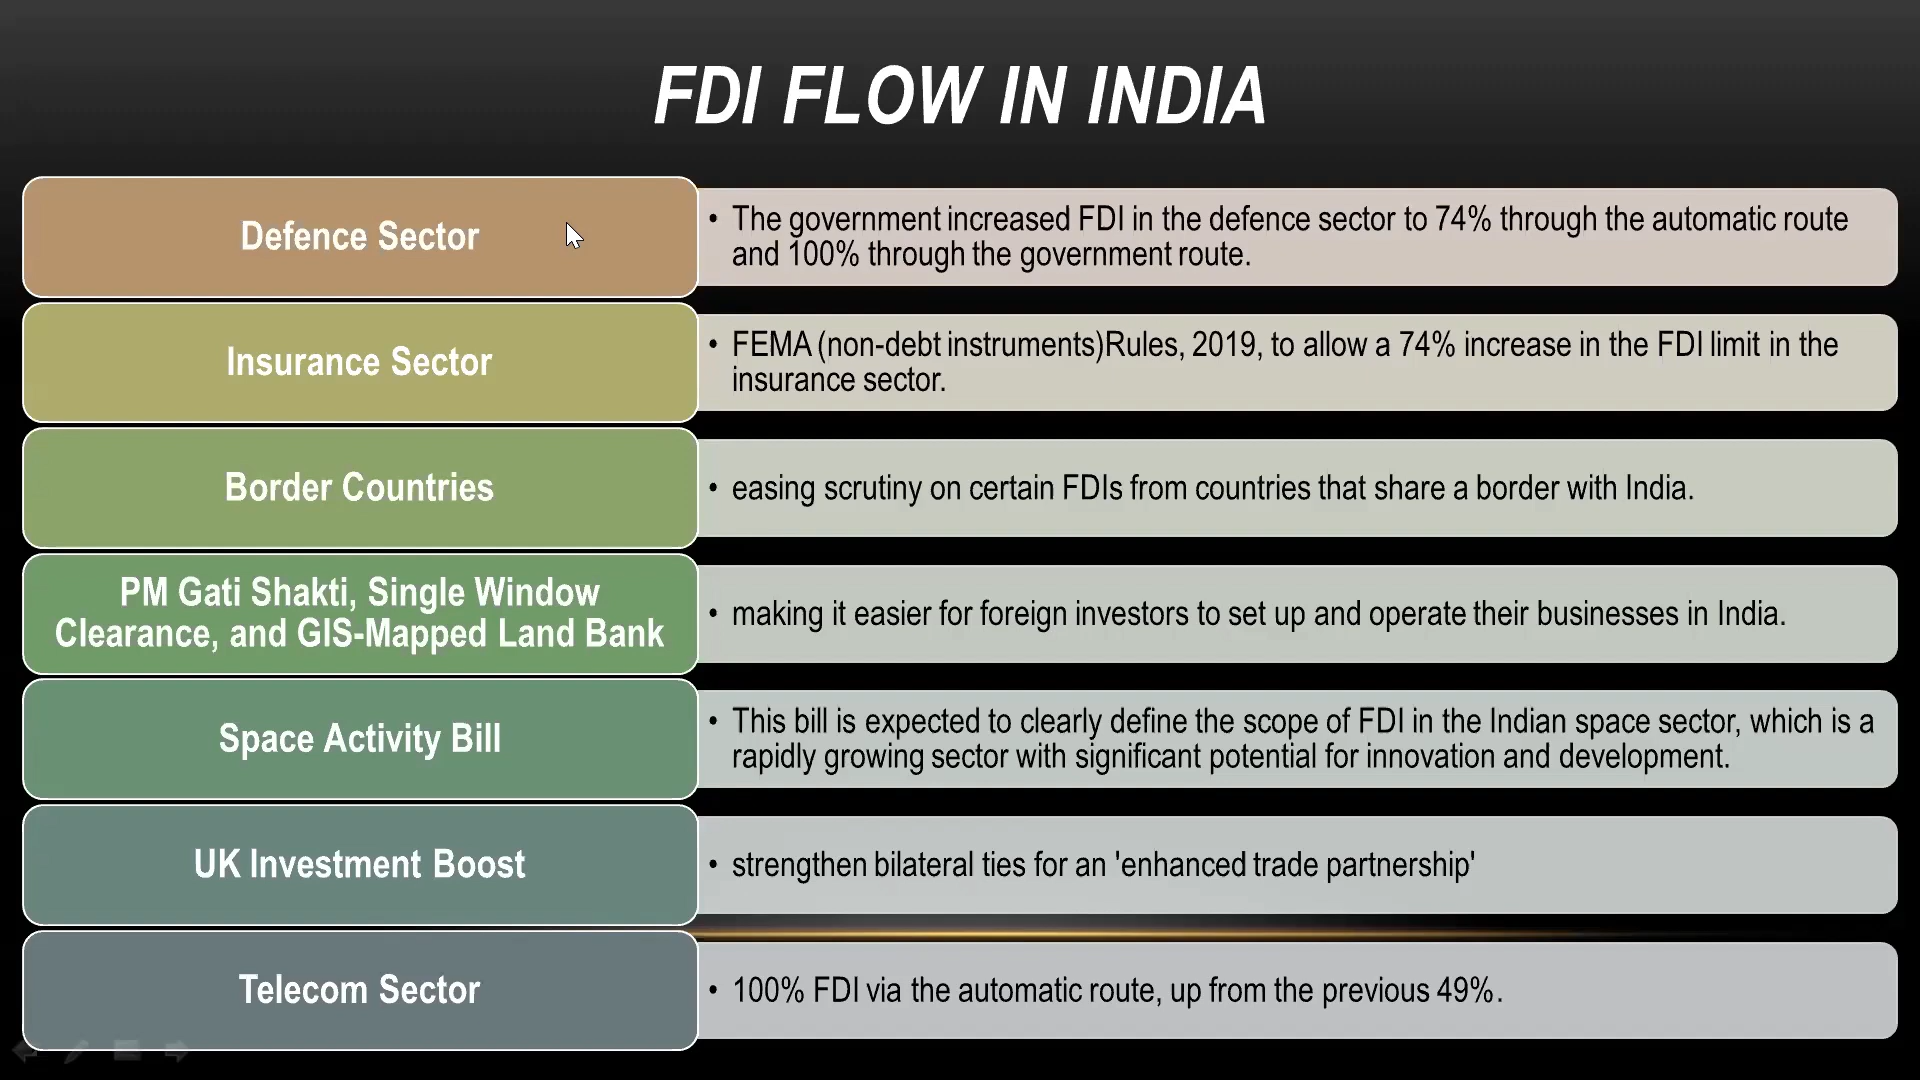 FDI FLOW IN INDIA
Defence Sector
• The government increased FDI in the defence sector to 74% through the automatic route
and 100% through the government route.
Insurance Sector
• FEMA (non-debt instruments)Rules, 2019, to allow a 74% increase in the FDI limit in the
insurance sector.
Border Countries
• easing scrutiny on certain FDIs from countries that share a border with India.
PM Gati Shakti, Single Window
Clearance, and GIS-Mapped Land Bank
• making it easier for foreign investors to set up and operate their businesses in India.
Space Activity Bill
• This bill is expected to clearly define the scope of FDI in the Indian space sector, which is a
rapidly growing sector with significant potential for innovation and development.
UK Investment Boost
• strengthen bilateral ties for an 'enhanced trade partnership'
Telecom Sector
• 100% FDI via the automatic route, up from the previous 49%.